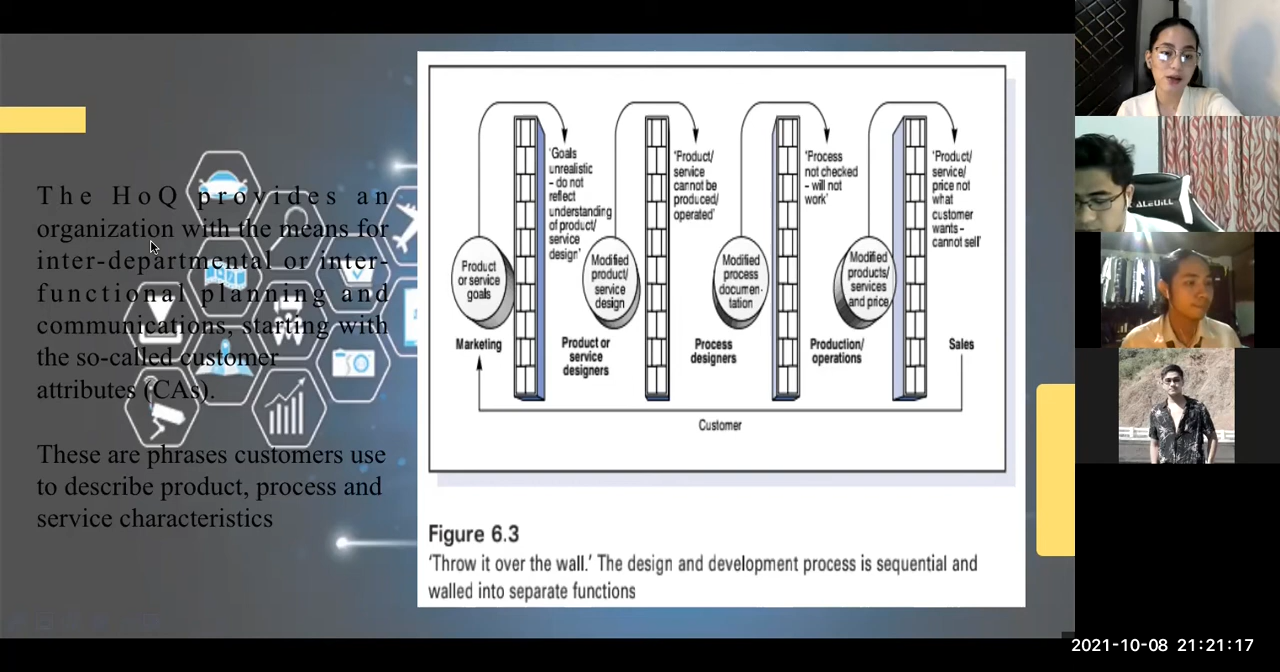 The HoQ provides an
organization with the means for
inter-departmental or inter-
functional planning and
communications, starting with
the so-called customer
attributes (CAs).
These are phrases customers use
to describe product, process and
service characteristics
'Goals
unrealistic
– do not
reflect
understanding
of product/
service
design'
'Product/
service
cannot be
produced/
operated'
'Process
not checked
– will not
work'
'Product/
service/
price not
what
customer
wants –
cannot sell'
Product
or service
goals
Modified
product/
service
design
Modified
process
documen-
tation
Modified
products/
services
and price
Marketing
Product or
service
designers
Process
designers
Production/
operations
Sales
Customer
Figure 6.3
'Throw it over the wall.' The design and development process is sequential and
walled into separate functions
2021-10-08 21:21:17